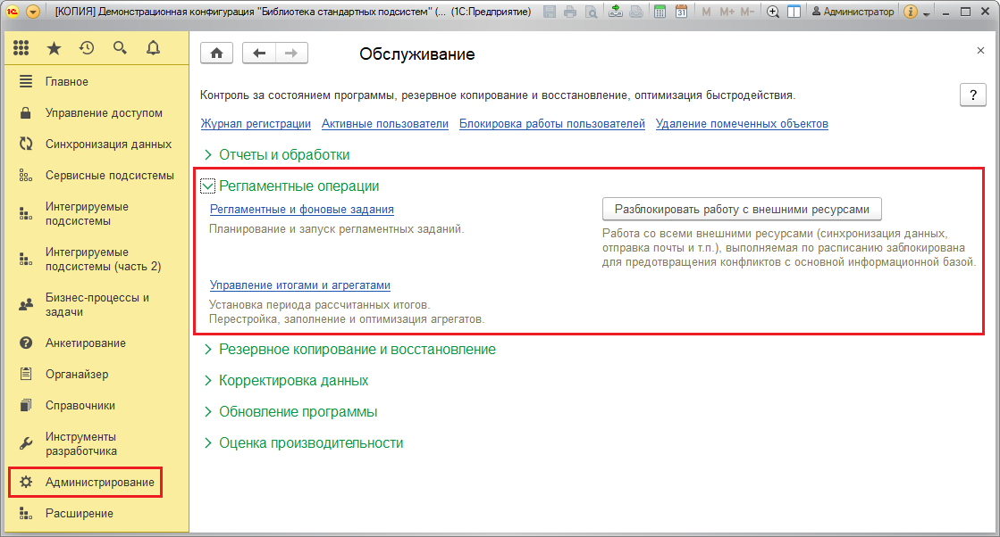 [КОПИЯ] Демонстрационная конфигурация "Библиотека стандартных подсистем" (... (1С:Предприятие)
M M+ M-
31
Администратор
Главное
Управление доступом
Синхронизация данных
Сервисные подсистемы
Интегрируемые
подсистемы
Интегрируемые
подсистемы (часть 2)
Бизнес-процессы и
задачи
Анкетирование
Органайзер
Справочники
Инструменты
разработчика
Администрирование
Расширение
Обслуживание
Контроль за состоянием программы, резервное копирование и восстановление, оптимизация быстродействия.
?
Журнал регистрации Активные пользователи Блокировка работы пользователей Удаление помеченных объектов
Отчеты и обработки
Регламентные операции
Регламентные и фоновые задания
Планирование и запуск регламентных заданий.
Разблокировать работу с внешними ресурсами
Работа со всеми внешними ресурсами (синхронизация данных,
отправка почты и т.п.), выполняемая по расписанию заблокирована
для предотвращения конфликтов с основной информационной базой.
Управление итогами и агрегатами
Установка периода рассчитанных итогов.
Перестройка, заполнение и оптимизация агрегатов.
Резервное копирование и восстановление
Корректировка данных
Обновление программы
Оценка производительности